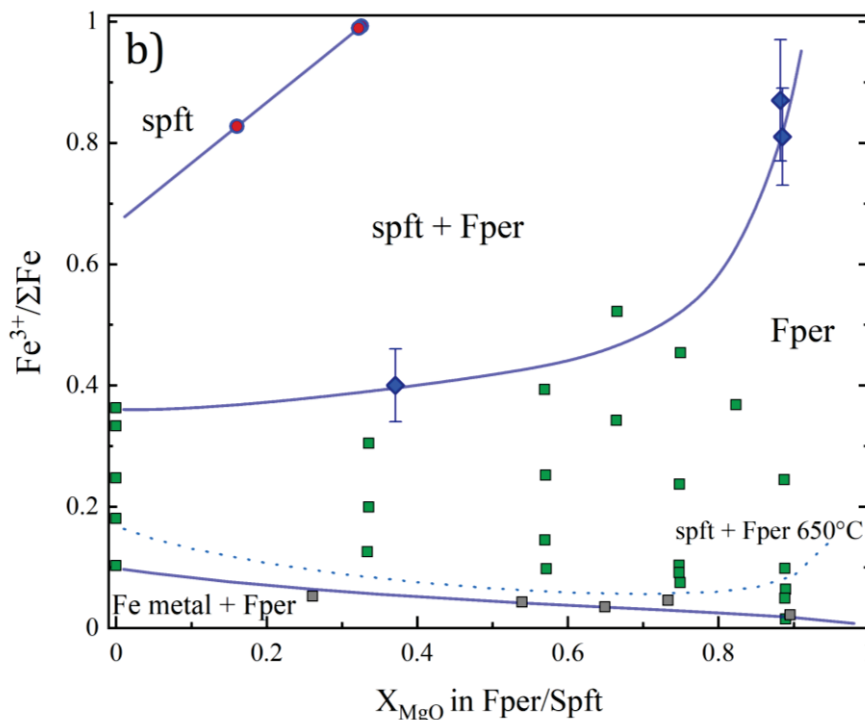 b)
1
0.8
0.6
0.4
0.2
0
Fe³⁺/ΣFe
spft
spft + Fper
Fper
spft + Fper 650°C
Fe metal + Fper
0
0.2
0.4
0.6
0.8
X_MgO in Fper/Spft